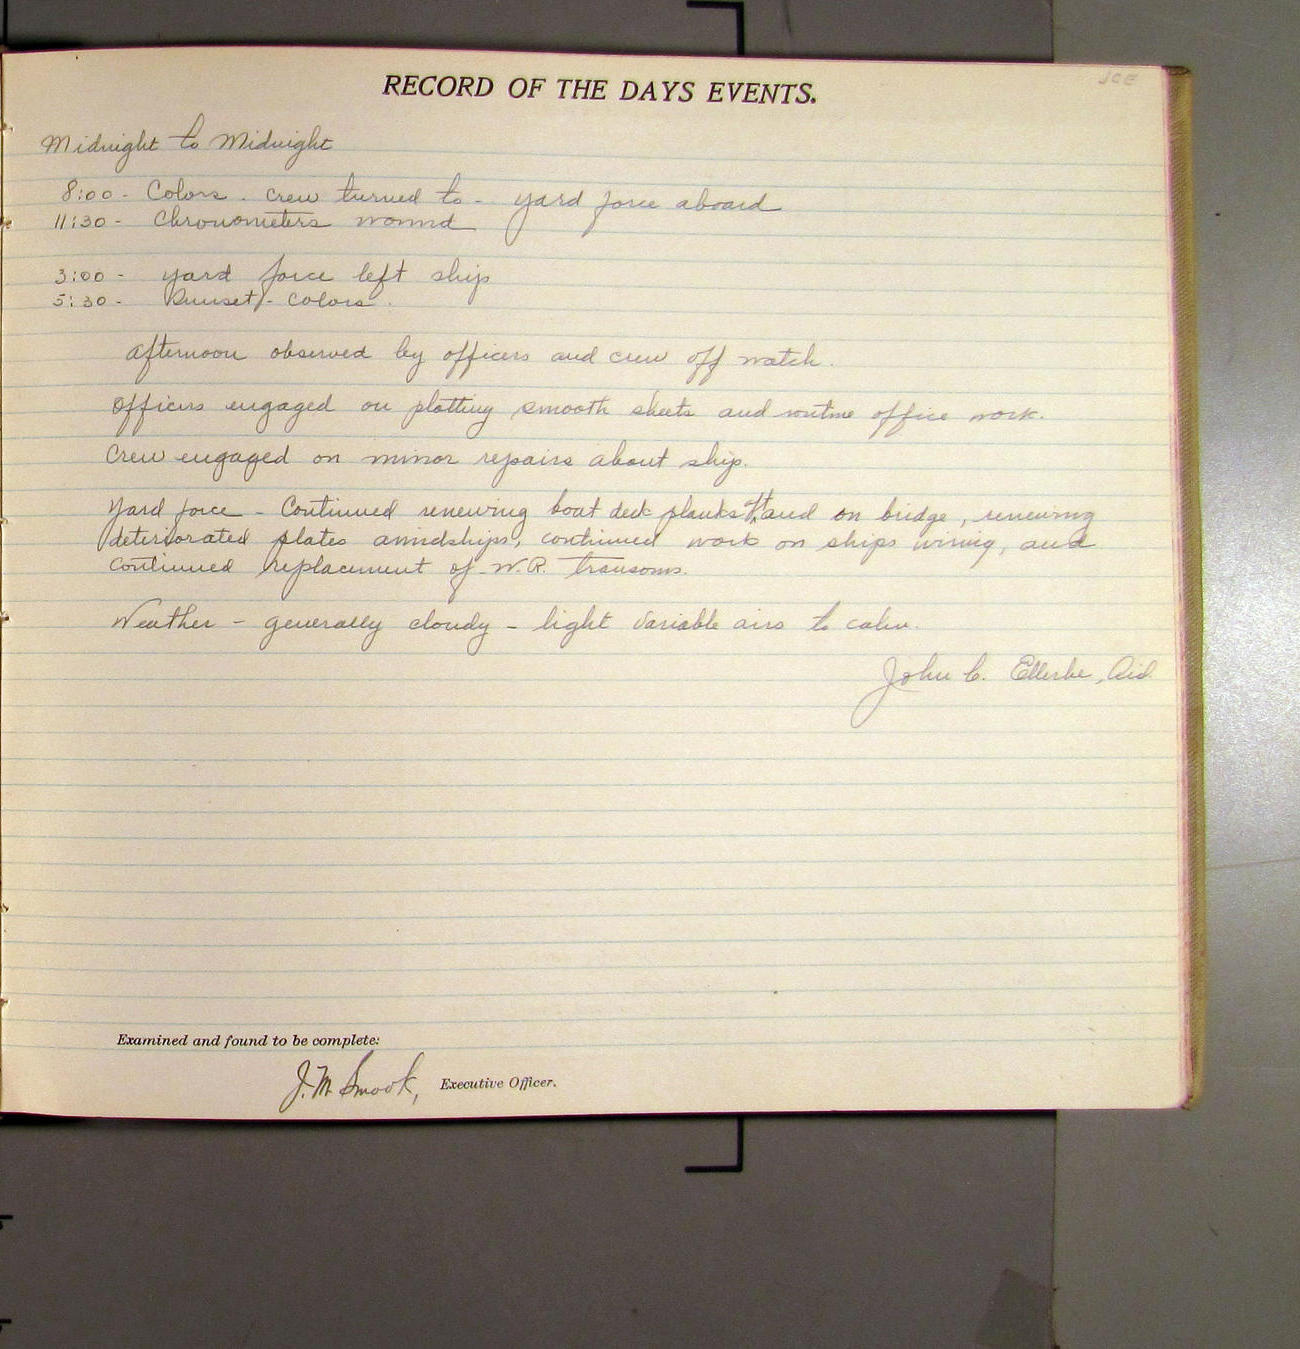 JCE
RECORD OF THE DAYS EVENTS.
Midnight to Midnight
8:00 - Colors. crew turned to - yard force aboard
11:30 - Chronometers wound
3:00 - yard force left ship
5:30 - Sunset - colors.
afternoon observed by officers and crew off watch.
Officers engaged on plotting smooth sheets and routine office work.
Crew engaged on minor repairs about ship.
Yard force - Continued renewing boat deck planks aft and on bridge, renewing
deteriorated plates amidships, continued work on ships wiring, and
continued replacement of W.R. transoms.
Weather - generally cloudy - light variable airs to calm.
John C. Ellerbe, Aid.
Examined and found to be complete:
J. M. Smook, Executive Officer.